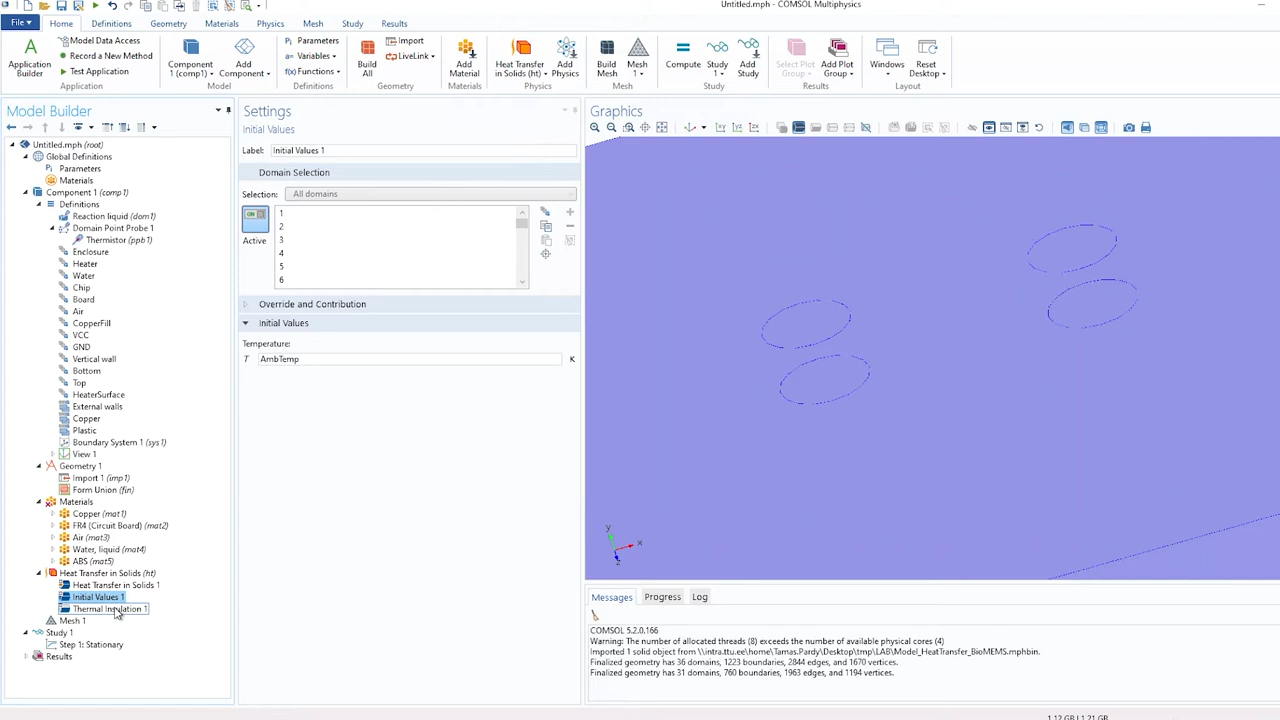 Untitled.mph - COMSOL Multiphysics
File Home Definitions Geometry Materials Physics Mesh Study Results
Application Builder
Model Data Access
Record a New Method
Test Application
Application
Component 1 (comp1)
Add Component
Model
Parameters
Variables
Functions
Definitions
Build All
Import
LiveLink
Geometry
Add Material
Materials
Heat Transfer in Solids (ht)
Add Physics
Physics
Build Mesh
Mesh 1
Mesh
Compute
Study 1
Add Study
Study
Select Plot Group
Add Plot Group
Results
Windows
Reset Desktop
Layout
Model Builder
Untitled.mph (root)
Global Definitions
Parameters
Materials
Component 1 (comp1)
Definitions
Reaction liquid (dom1)
Domain Point Probe 1
Thermistor (ppb1)
Enclosure
Heater
Water
Chip
Board
Air
CopperFill
VCC
GND
Vertical wall
Bottom
Top
HeaterSurface
External walls
Copper
Plastic
Boundary System 1 (sys1)
View 1
Geometry 1
Import 1 (imp1)
Form Union (fin)
Materials
Copper (mat1)
FR4 (Circuit Board) (mat2)
Air (mat3)
Water, liquid (mat4)
ABS (mat5)
Heat Transfer in Solids (ht)
Heat Transfer in Solids 1
Initial Values 1
Thermal Insulation 1
Mesh 1
Study 1
Step 1: Stationary
Results
Settings
Initial Values
Label: Initial Values 1
Domain Selection
Selection: All domains
Active
1
2
3
4
5
6
Override and Contribution
Initial Values
Temperature:
T AmbTemp K
Graphics
y
x
z
Messages Progress Log
COMSOL 5.2.0.166
Warning: The number of allocated threads (8) exceeds the number of available physical cores (4)
Imported 1 solid object from \\intra.ttu.ee\home\Tamas.Pardy\Desktop\tmp\LAB\Model_HeatTransfer_BioMEMS.mphbin.
Finalized geometry has 36 domains, 1223 boundaries, 2844 edges, and 1670 vertices.
Finalized geometry has 31 domains, 760 boundaries, 1963 edges, and 1194 vertices.
1.12 GB | 1.21 GB